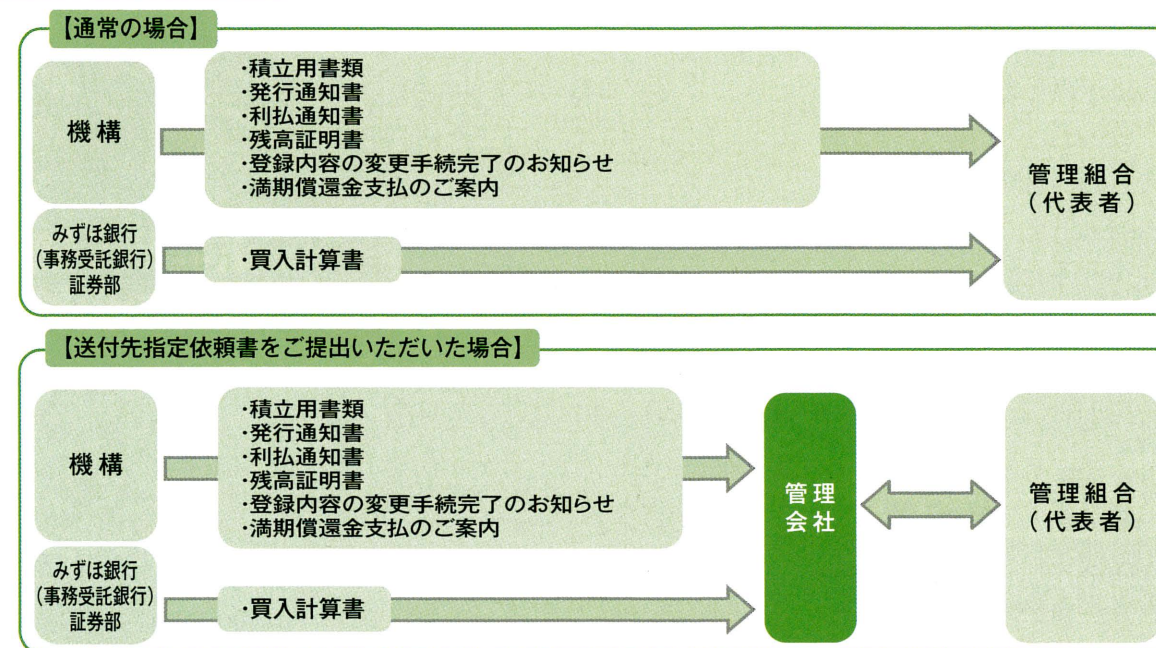 【通常の場合】
機構
・積立用書類
・発行通知書
・利払通知書
・残高証明書
・登録内容の変更手続完了のお知らせ
・満期償還金支払のご案内
管理組合
(代表者)
みずほ銀行
(事務受託銀行)
証券部
・買入計算書
【送付先指定依頼書をご提出いただいた場合】
機構
・積立用書類
・発行通知書
・利払通知書
・残高証明書
・登録内容の変更手続完了のお知らせ
・満期償還金支払のご案内
管理
会社
管理組合
(代表者)
みずほ銀行
(事務受託銀行)
証券部
・買入計算書